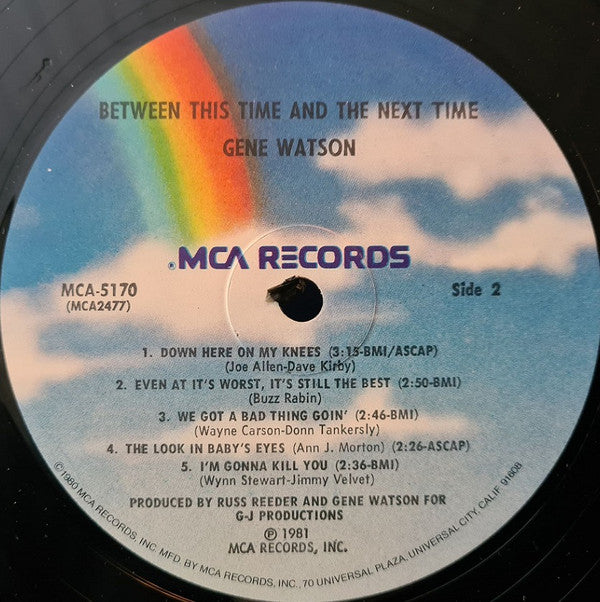 BETWEEN THIS TIME AND THE NEXT TIME
GENE WATSON
MCA RECORDS
MCA-5170
(MCA2477)
Side 2
1. DOWN HERE ON MY KNEES (3:15-BMI/ASCAP)
(Joe Allen-Dave Kirby)
2. EVEN AT IT'S WORST, IT'S STILL THE BEST (2:50-BMI)
(Buzz Rabin)
3. WE GOT A BAD THING GOIN' (2:46-BMI)
(Wayne Carson-Donn Tankersly)
4. THE LOOK IN BABY'S EYES (Ann J. Morton) (2:26-ASCAP)
5. I'M GONNA KILL YOU (2:36-BMI)
(Wynn Stewart-Jimmy Velvet)
PRODUCED BY RUSS REEDER AND GENE WATSON FOR
G-J PRODUCTIONS
℗ 1981
MCA RECORDS, INC.
©1980 MCA RECORDS, INC. MFD. BY MCA RECORDS, INC., 70 UNIVERSAL PLAZA, UNIVERSAL CITY, CALIF. 91608